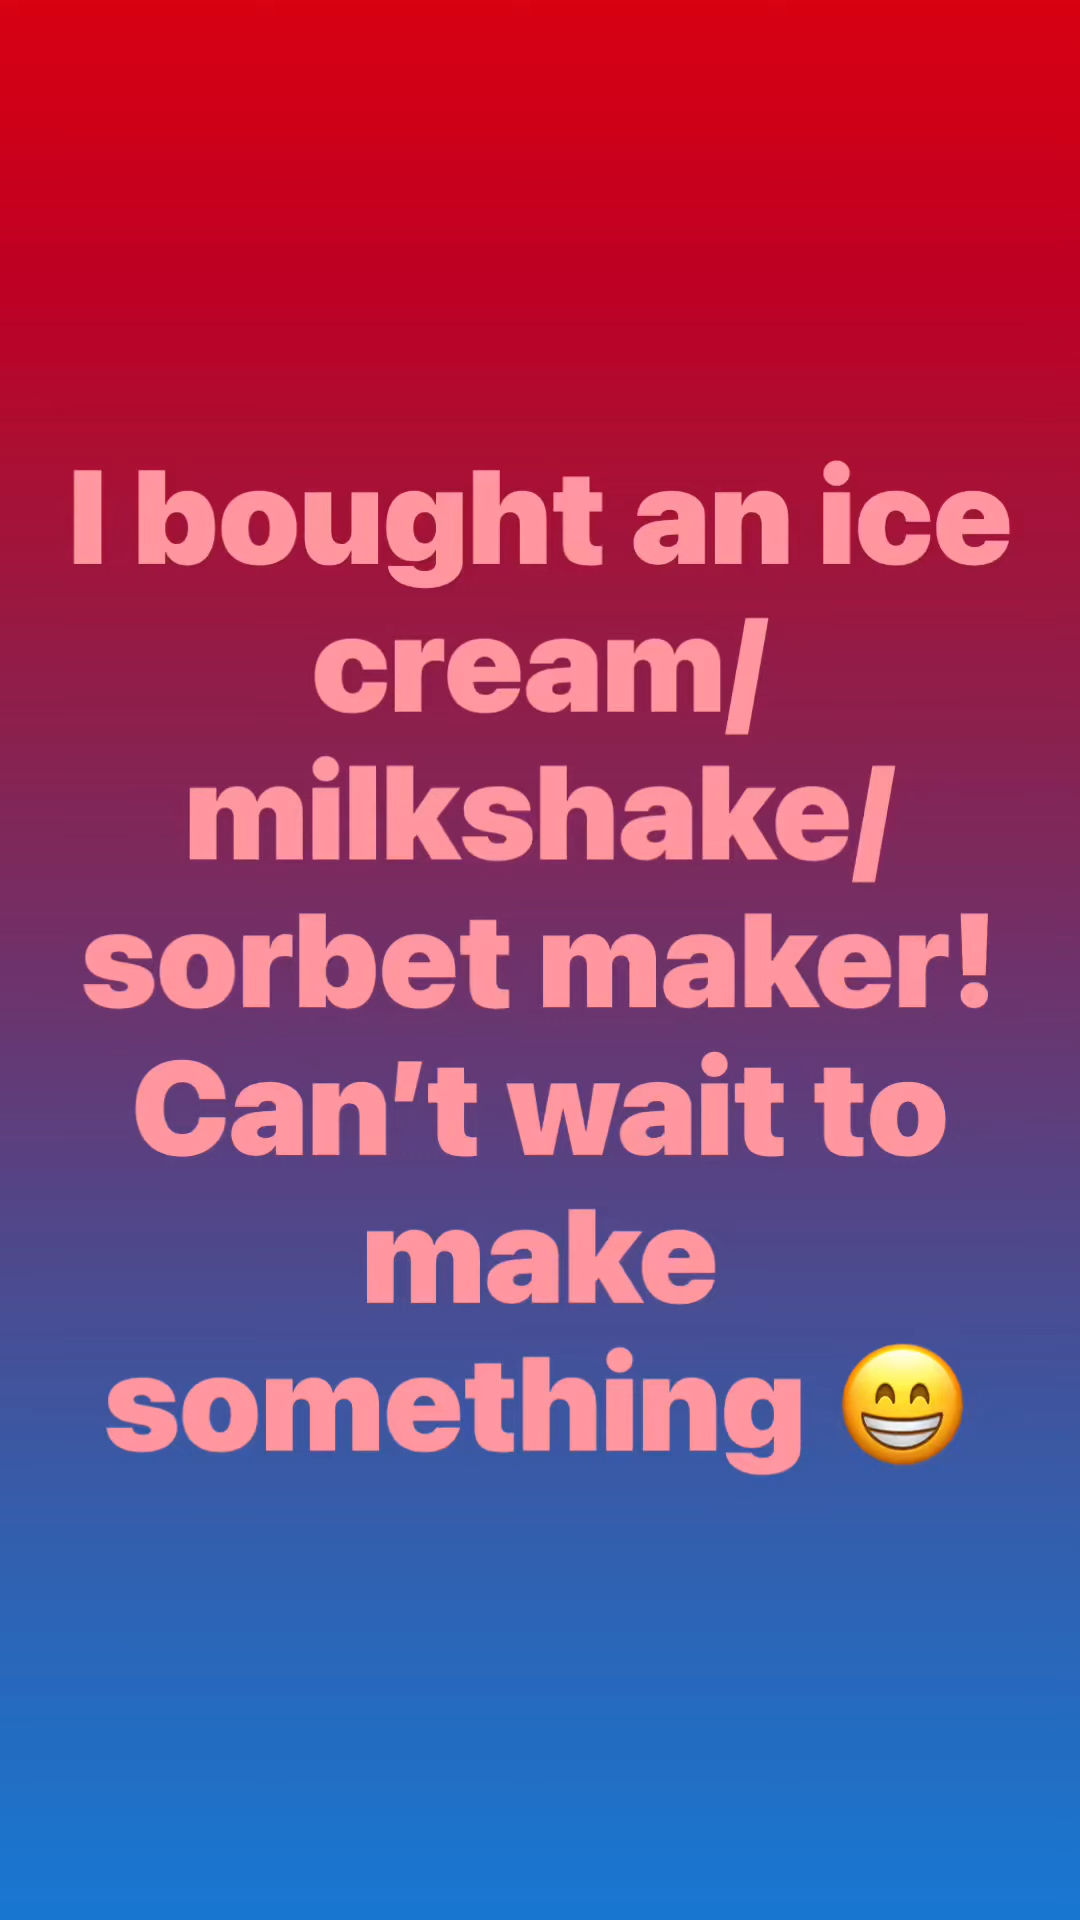 I bought an ice
cream/
milkshake/
sorbet maker!
Can’t wait to
make
something 😁